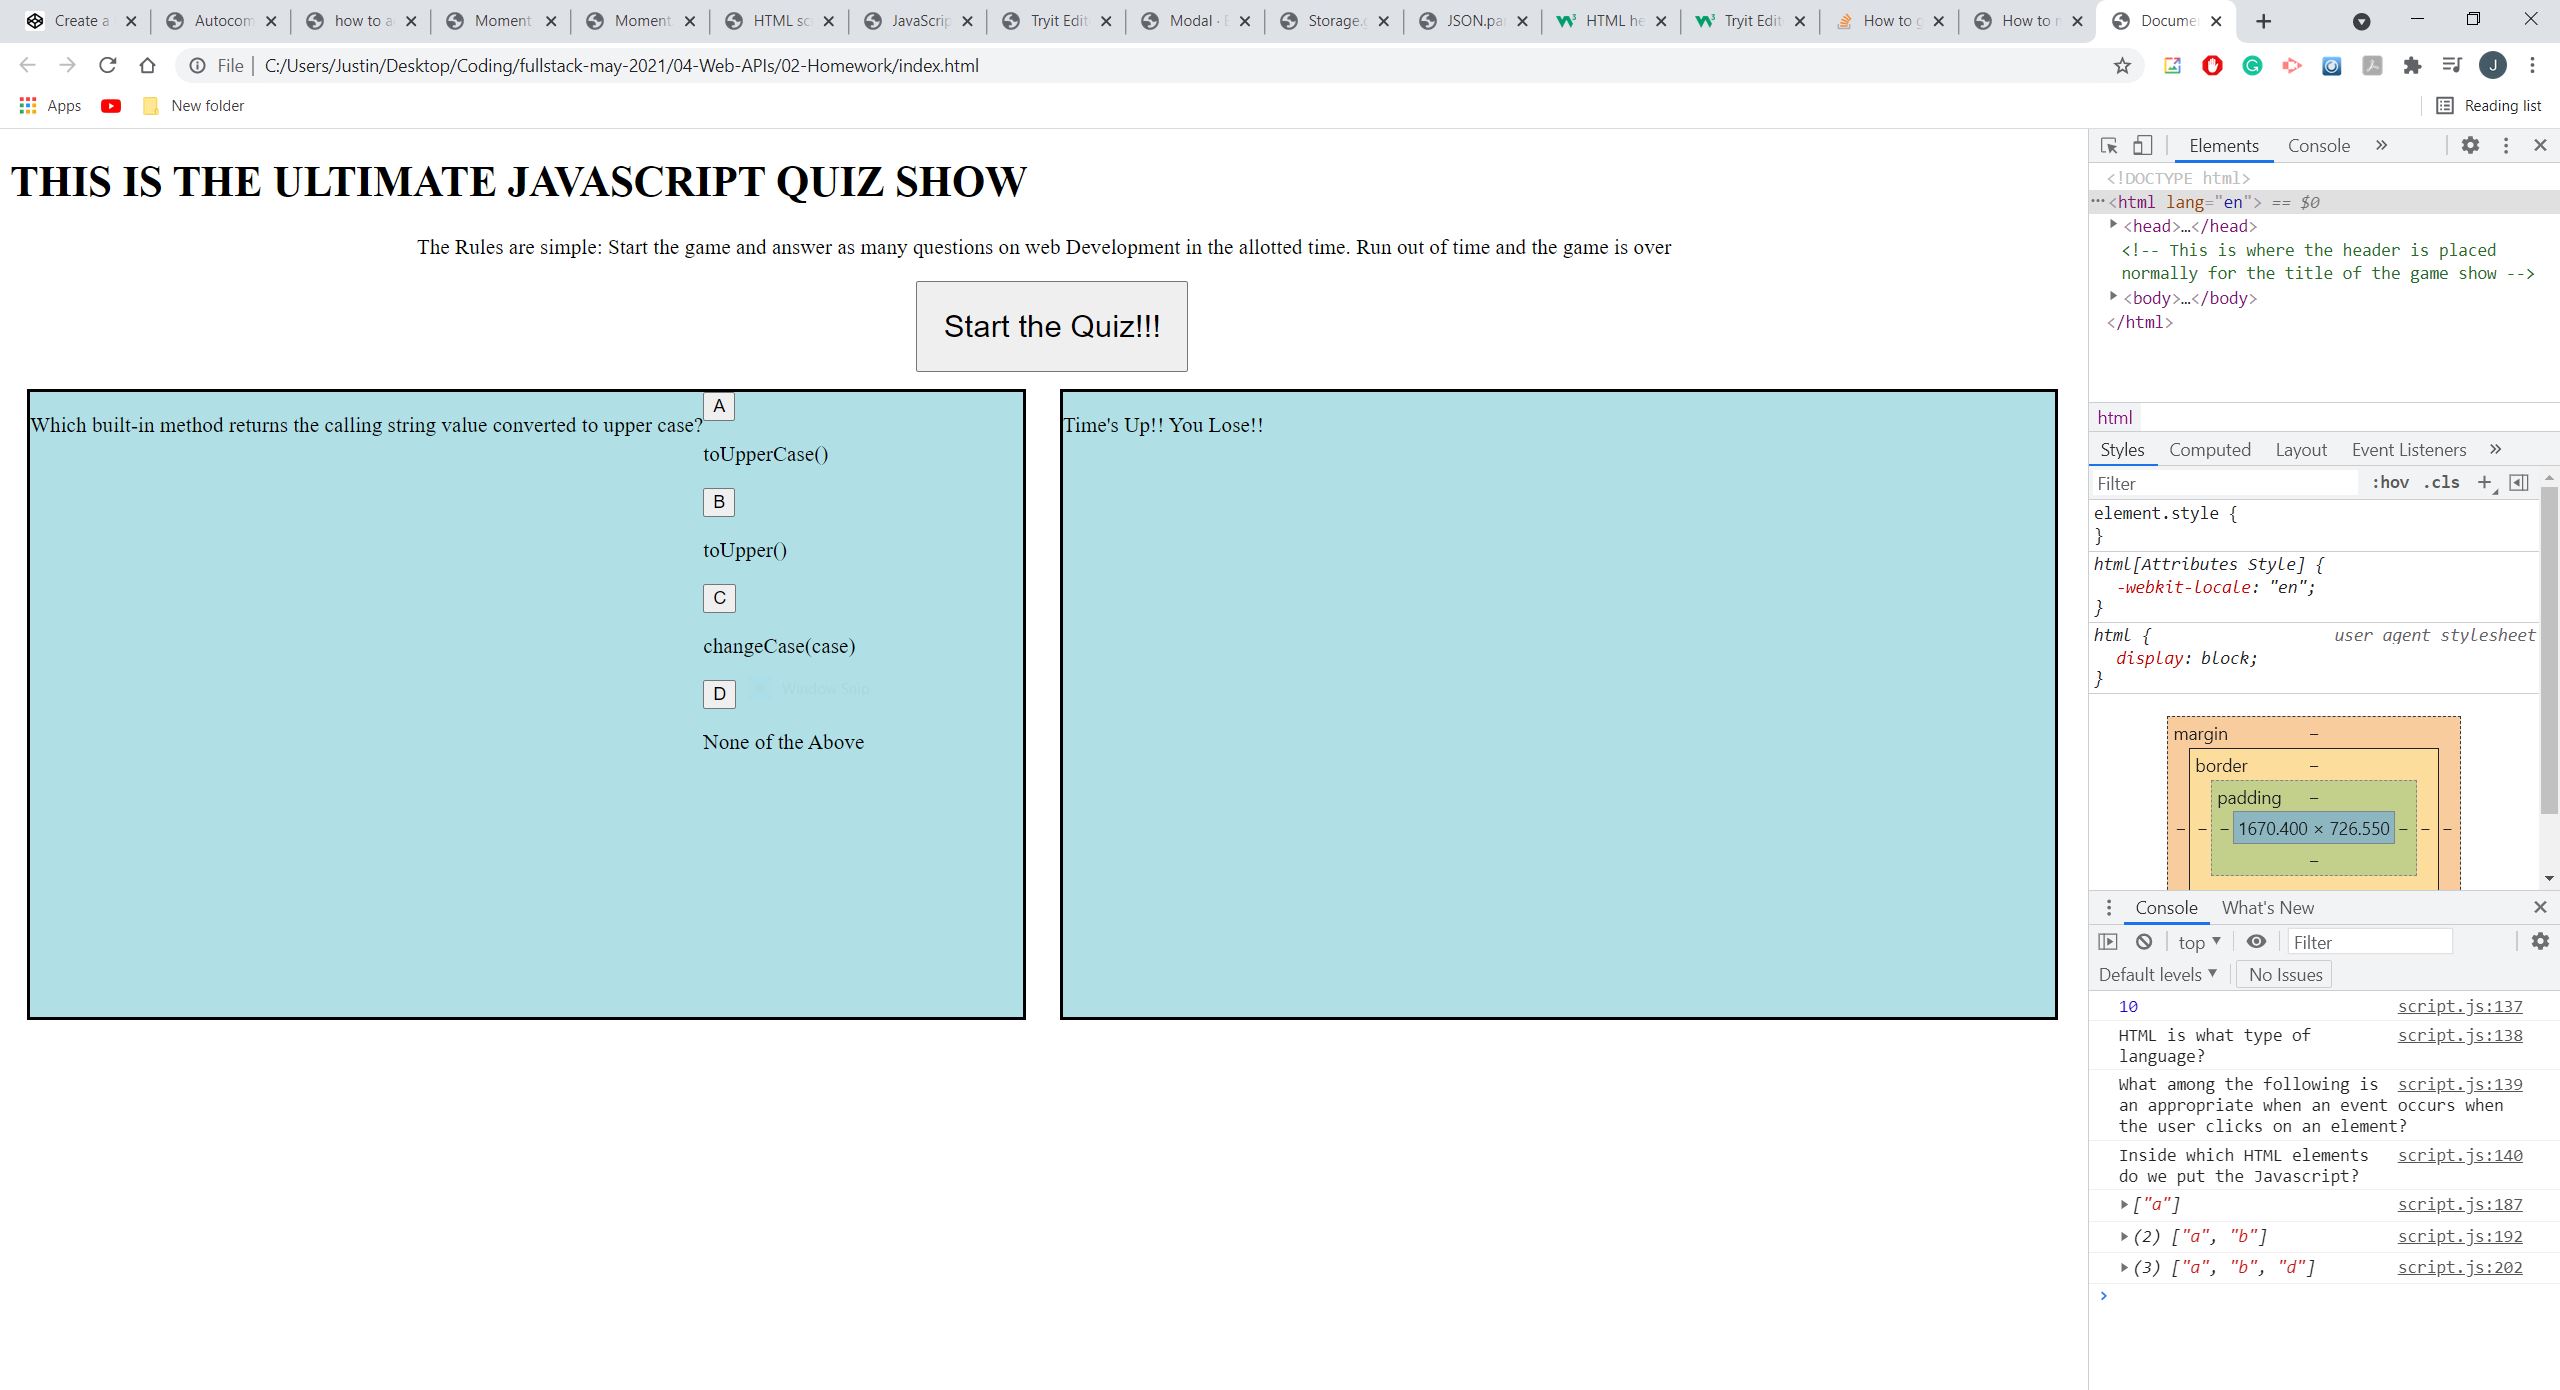 Create a
Autocom
how to a
Moment
Moment.
HTML sc
JavaScrip
Tryit Edit
Modal · 
Storage.
JSON.pa
HTML he
Tryit Edit
How to g
How to 
Docume
File
C:/Users/Justin/Desktop/Coding/fullstack-may-2021/04-Web-APIs/02-Homework/index.html
J
Apps
New folder
Reading list
THIS IS THE ULTIMATE JAVASCRIPT QUIZ SHOW
The Rules are simple: Start the game and answer as many questions on web Development in the allotted time. Run out of time and the game is over
Start the Quiz!!!
Which built-in method returns the calling string value converted to upper case?
A
toUpperCase()
B
toUpper()
C
changeCase(case)
D
Window Snip
None of the Above
Time's Up!! You Lose!!
Elements Console »
<!DOCTYPE html>
<html lang="en"> == $0
<head>…</head>
<!-- This is where the header is placed
normally for the title of the game show -->
<body>…</body>
</html>
html
Styles Computed Layout Event Listeners »
Filter :hov .cls +
element.style {
}
html[Attributes Style] {
-webkit-locale: "en";
}
html { user agent stylesheet
display: block;
}
margin –
border –
padding –
– – – 1670.400 × 726.550 – – –
–
Console What's New
top Filter
Default levels No Issues
10 script.js:137
HTML is what type of script.js:138
language?
What among the following is script.js:139
an appropriate when an event occurs when
the user clicks on an element?
Inside which HTML elements script.js:140
do we put the Javascript?
["a"] script.js:187
(2) ["a", "b"] script.js:192
(3) ["a", "b", "d"] script.js:202